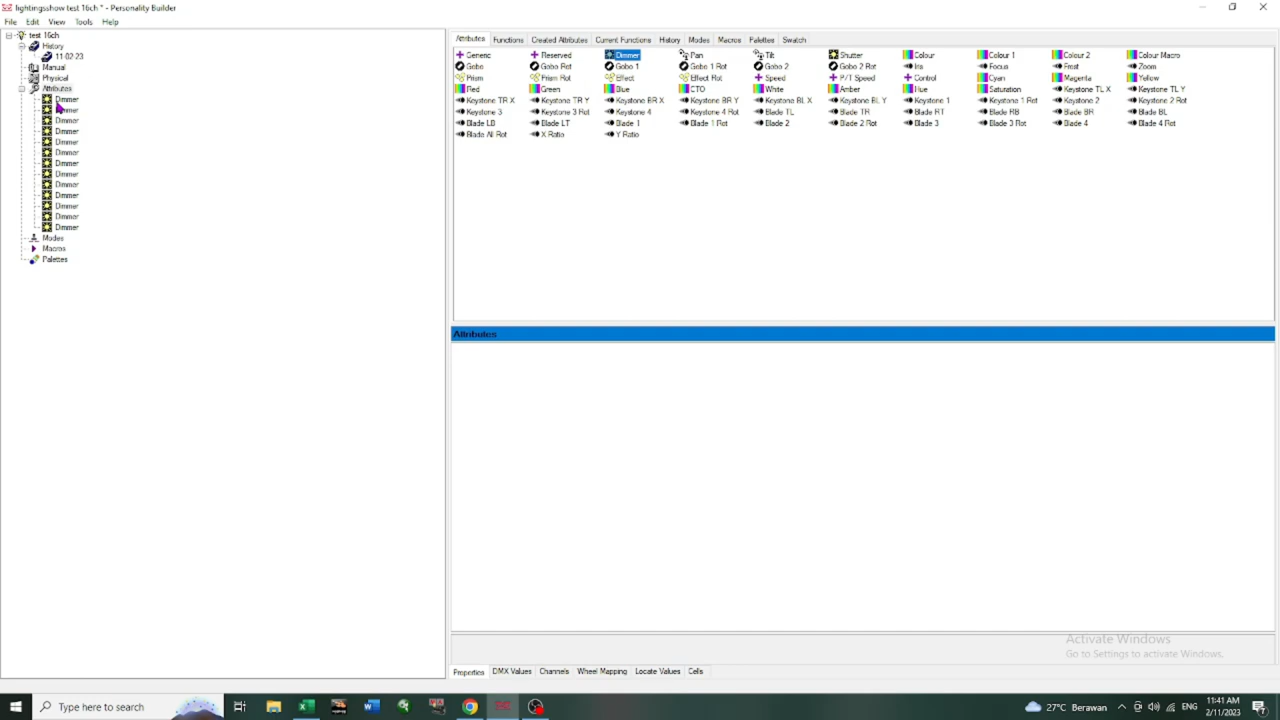 lightingsshow test 16ch * - Personality Builder
File Edit View Tools Help
test 16ch
History
11-02-23
Manual
Physical
Attributes
Dimmer
Dimmer
Dimmer
Dimmer
Dimmer
Dimmer
Dimmer
Dimmer
Dimmer
Dimmer
Dimmer
Dimmer
Dimmer
Modes
Macros
Palettes
Attributes Functions Created Attributes Current Functions History Modes Macros Palettes Swatch
Generic Reserved Dimmer Pan Tilt Shutter Colour Colour 1 Colour 2 Colour Macro
Gobo Gobo Rot Gobo 1 Gobo 1 Rot Gobo 2 Gobo 2 Rot Iris Focus Frost Zoom
Prism Prism Rot Effect Effect Rot Speed P/T Speed Control Cyan Magenta Yellow
Red Green Blue CTO White Amber Hue Saturation Keystone TL X Keystone TL Y
Keystone TR X Keystone TR Y Keystone BR X Keystone BR Y Keystone BL X Keystone BL Y Keystone 1 Keystone 1 Rot Keystone 2 Keystone 2 Rot
Keystone 3 Keystone 3 Rot Keystone 4 Keystone 4 Rot Blade TL Blade TR Blade RT Blade RB Blade BR Blade BL
Blade LB Blade LT Blade 1 Blade 1 Rot Blade 2 Blade 2 Rot Blade 3 Blade 3 Rot Blade 4 Blade 4 Rot
Blade All Rot X Ratio Y Ratio
Attributes
Activate Windows
Go to Settings to activate Windows.
Properties DMX Values Channels Wheel Mapping Locate Values Cells
Type here to search
27°C Berawan
ENG
11:41 AM
2/11/2023